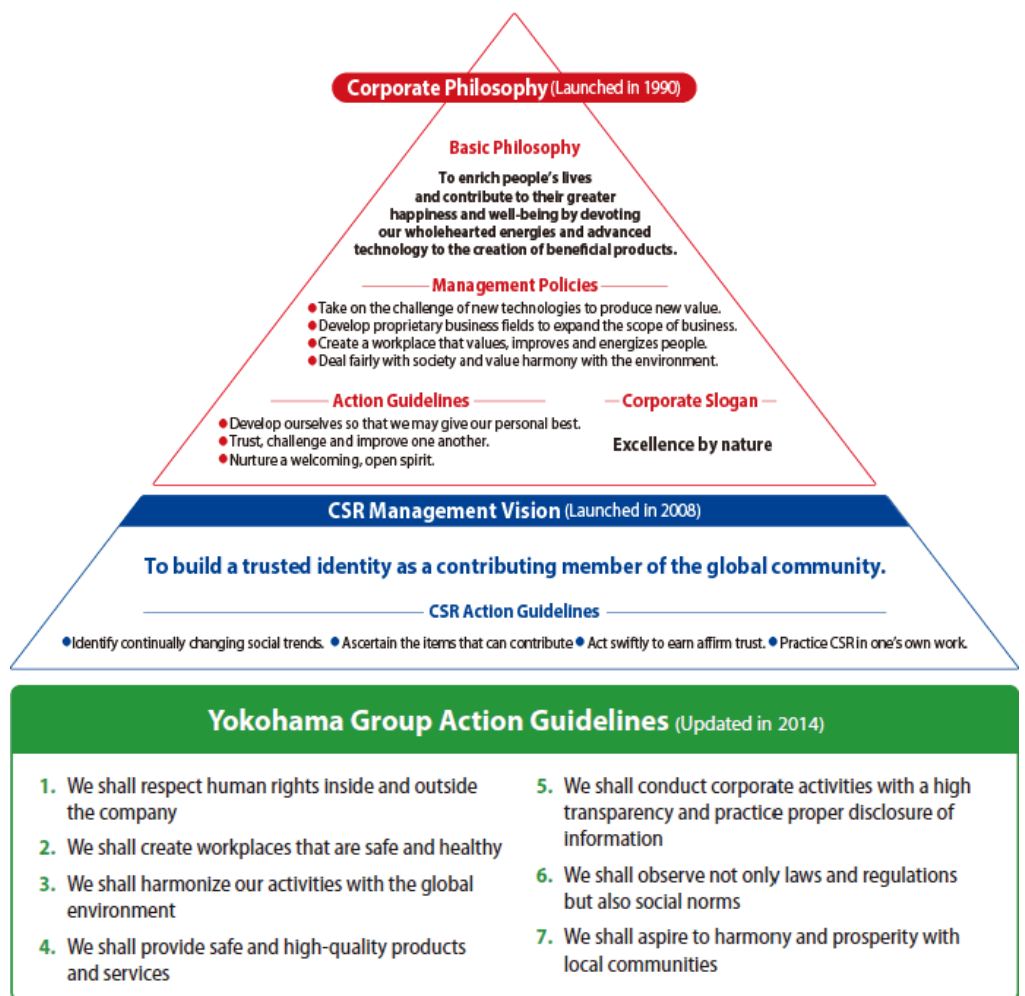 Corporate Philosophy (Launched in 1990)
Basic Philosophy
To enrich people's lives
and contribute to their greater
happiness and well-being by devoting
our wholehearted energies and advanced
technology to the creation of beneficial products.
Management Policies
●Take on the challenge of new technologies to produce new value.
●Develop proprietary business fields to expand the scope of business.
●Create a workplace that values, improves and energizes people.
●Deal fairly with society and value harmony with the environment.
Action Guidelines
●Develop ourselves so that we may give our personal best.
●Trust, challenge and improve one another.
●Nurture a welcoming, open spirit.
Corporate Slogan
Excellence by nature
CSR Management Vision (Launched in 2008)
To build a trusted identity as a contributing member of the global community.
CSR Action Guidelines
●Identify continually changing social trends. ●Ascertain the items that can contribute ●Act swiftly to earn affirm trust. ●Practice CSR in one's own work.
Yokohama Group Action Guidelines (Updated in 2014)
1. We shall respect human rights inside and outside
the company
2. We shall create workplaces that are safe and healthy
3. We shall harmonize our activities with the global
environment
4. We shall provide safe and high-quality products
and services
5. We shall conduct corporate activities with a high
transparency and practice proper disclosure of
information
6. We shall observe not only laws and regulations
but also social norms
7. We shall aspire to harmony and prosperity with
local communities